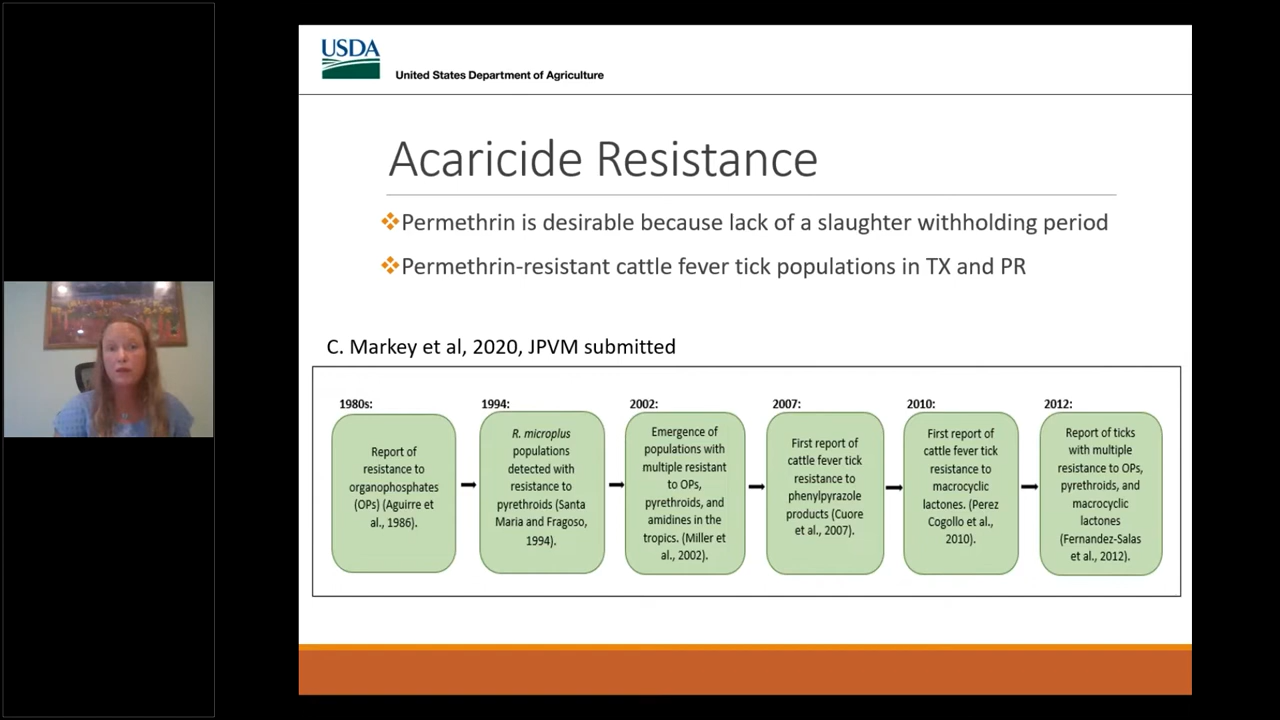 USDA
United States Department of Agriculture
Acaricide Resistance
Permethrin is desirable because lack of a slaughter withholding period
Permethrin-resistant cattle fever tick populations in TX and PR
C. Markey et al, 2020, JPVM submitted
1980s:
Report of
resistance to
organophosphates
(OPs) (Aguirre et
al., 1986).
1994:
R. microplus
populations
detected with
resistance to
pyrethroids (Santa
Maria and Fragoso,
1994).
2002:
Emergence of
populations with
multiple resistant
to OPs,
pyrethroids, and
amidines in the
tropics. (Miller et
al., 2002).
2007:
First report of
cattle fever tick
resistance to
phenylpyrazole
products (Cuore
et al., 2007).
2010:
First report of
cattle fever tick
resistance to
macrocyclic
lactones. (Perez
Cogollo et al.,
2010).
2012:
Report of ticks
with multiple
resistance to OPs,
pyrethroids, and
macrocyclic
lactones
(Fernandez-Salas
et al., 2012).